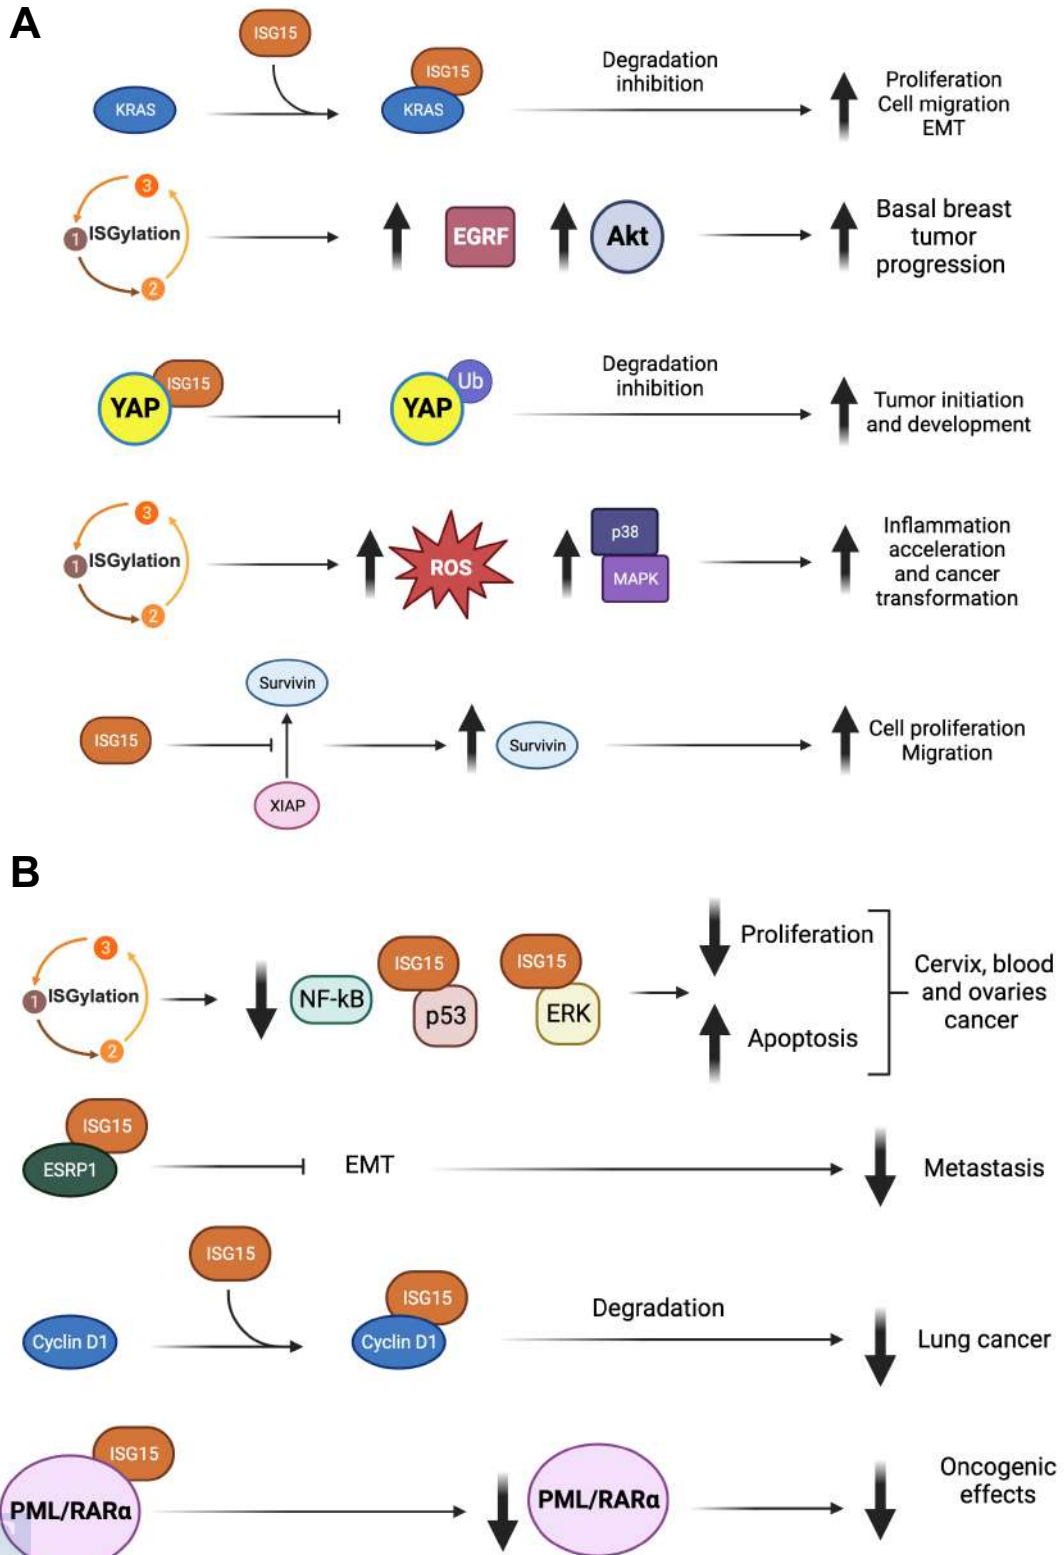 A
ISG15
KRAS
ISG15
KRAS
Degradation
inhibition
Proliferation
Cell migration
EMT
3
1
ISGylation
2
EGRF
Akt
Basal breast
tumor
progression
YAP
ISG15
YAP
Ub
Degradation
inhibition
Tumor initiation
and development
3
1
ISGylation
2
ROS
p38
MAPK
Inflammation
acceleration
and cancer
transformation
ISG15
Survivin
XIAP
Survivin
Cell proliferation
Migration
B
3
1
ISGylation
2
NF-kB
ISG15
p53
ISG15
ERK
Proliferation
Apoptosis
Cervix, blood
and ovaries
cancer
ISG15
ESRP1
EMT
Metastasis
ISG15
Cyclin D1
ISG15
Cyclin D1
Degradation
Lung cancer
ISG15
PML/RARα
PML/RARα
Oncogenic
effects